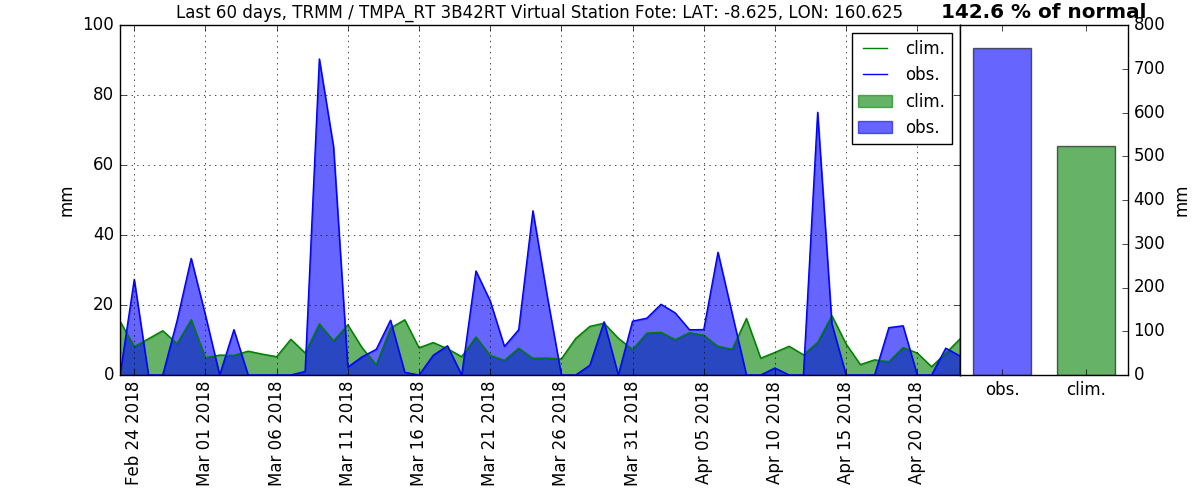 Last 60 days, TRMM / TMPA_RT 3B42RT Virtual Station Fote: LAT: -8.625, LON: 160.625
142.6 % of normal
100
80
60
40
20
0
mm
clim.
obs.
clim.
obs.
Feb 24 2018
Mar 01 2018
Mar 06 2018
Mar 11 2018
Mar 16 2018
Mar 21 2018
Mar 26 2018
Mar 31 2018
Apr 05 2018
Apr 10 2018
Apr 15 2018
Apr 20 2018
800
700
600
500
400
300
200
100
0
mm
obs.
clim.